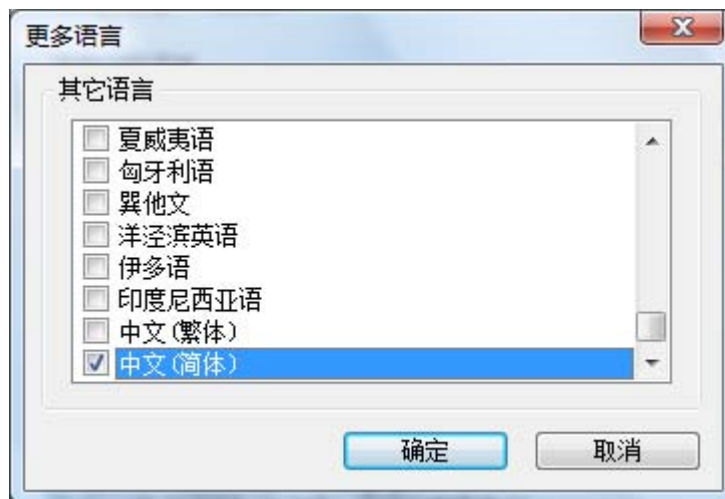 更多语言
其它语言
夏威夷语
匈牙利语
巽他文
洋泾滨英语
伊多语
印度尼西亚语
中文(繁体)
中文(简体)
确定
取消